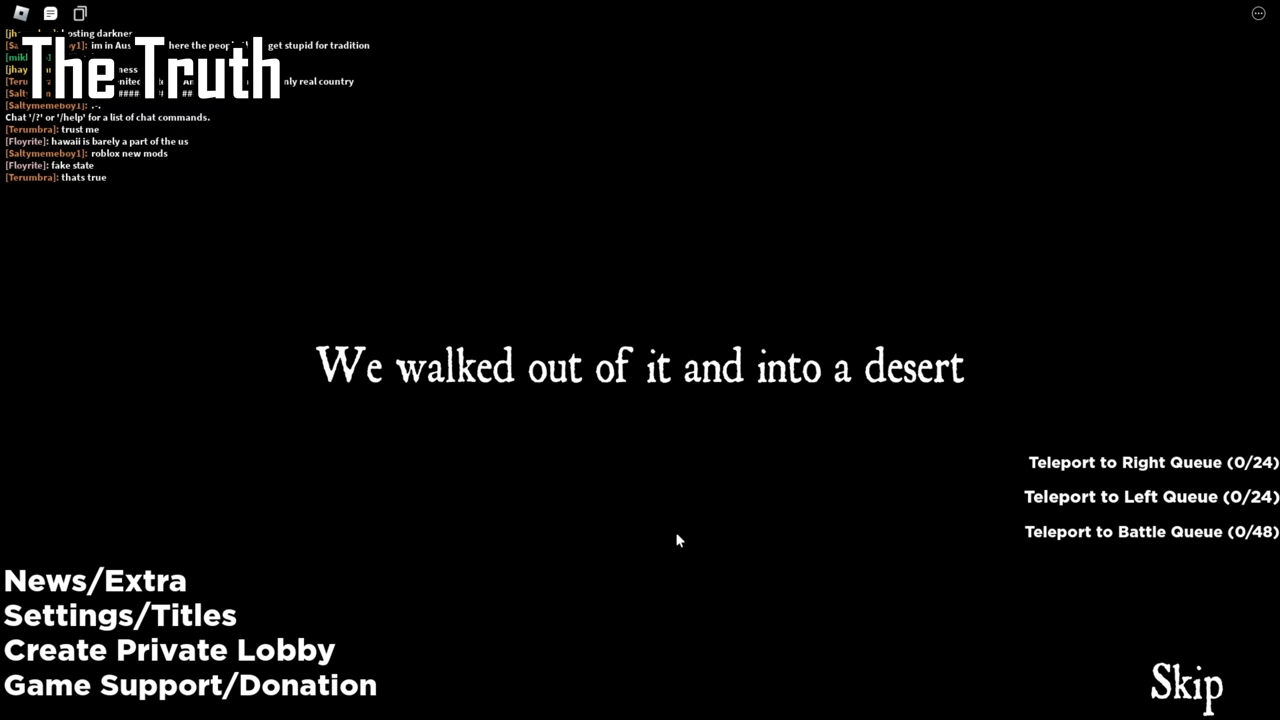 The Truth
im in Aus here the peop get stupid for tradition
nly real country
[Saltymemeboy1]: .-.
Chat '/?' or '/help' for a list of chat commands.
[Terumbra]: trust me
[Floyrite]: hawaii is barely a part of the us
[Saltymemeboy1]: roblox new mods
[Floyrite]: fake state
[Terumbra]: thats true
We walked out of it and into a desert
Teleport to Right Queue (0/24)
Teleport to Left Queue (0/24)
Teleport to Battle Queue (0/48)
News/Extra
Settings/Titles
Create Private Lobby
Game Support/Donation
Skip